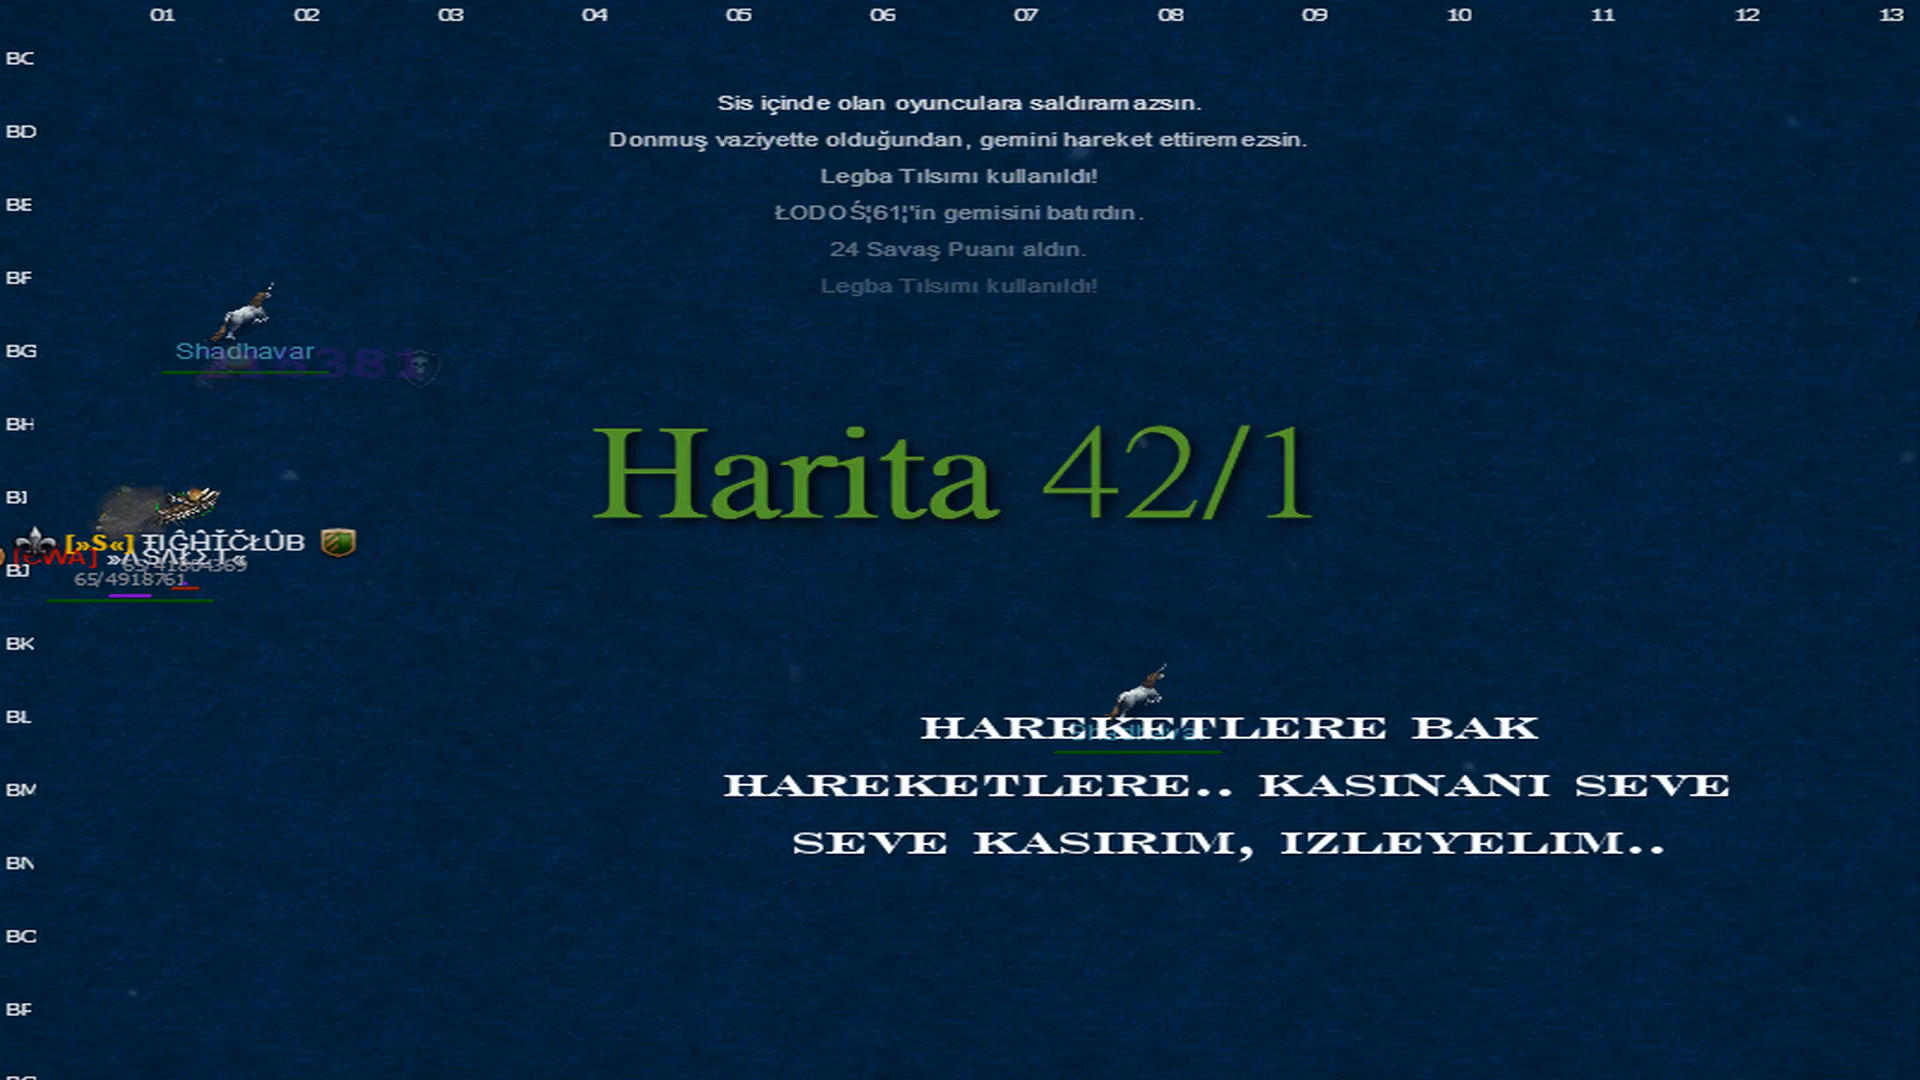 01 02 03 04 05 06 07 08 09 10 11 12 13
BC
Sis içinde olan oyunculara saldıramazsın.
BD
Donmuş vaziyette olduğundan, gemini hareket ettiremezsin.
Legba Tılsımı kullanıldı!
BE
ŁODOŚ¦61¦'in gemisini batırdın.
24 Savaş Puanı aldın.
BF
Legba Tılsımı kullanıldı!
BG
Shadhavar
BH
Harita 42/1
BI
[»S«] ŦIĜĤŤČŁÛB
BJ
65/4918761
BK
BL
HAREKETLERE BAK
HAREKETLERE.. KASINANI SEVE
BM
SEVE KASIRIM, IZLEYELIM..
BN
BO
BP